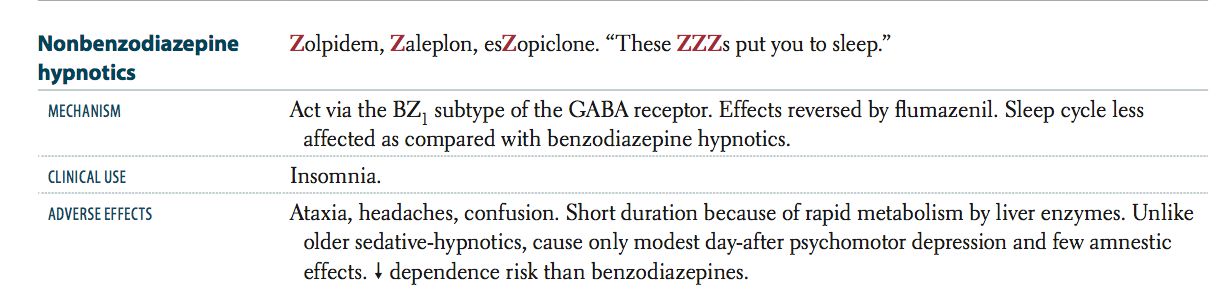 Nonbenzodiazepine hypnotics
Zolpidem, Zaleplon, esZopiclone. “These ZZZs put you to sleep.”
MECHANISM
Act via the BZ1 subtype of the GABA receptor. Effects reversed by flumazenil. Sleep cycle less
affected as compared with benzodiazepine hypnotics.
CLINICAL USE
Insomnia.
ADVERSE EFFECTS
Ataxia, headaches, confusion. Short duration because of rapid metabolism by liver enzymes. Unlike
older sedative-hypnotics, cause only modest day-after psychomotor depression and few amnestic
effects. ↓ dependence risk than benzodiazepines.